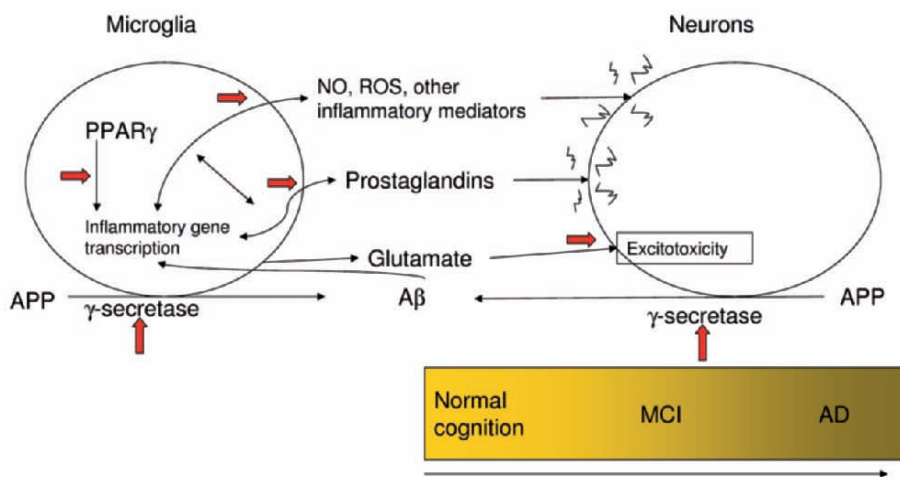 Microglia
Neurons
NO, ROS, other
inflammatory mediators
PPARγ
Prostaglandins
Inflammatory gene
transcription
Glutamate
Excitotoxicity
APP
γ-secretase
Aβ
γ-secretase
APP
Normal
cognition
MCI
AD